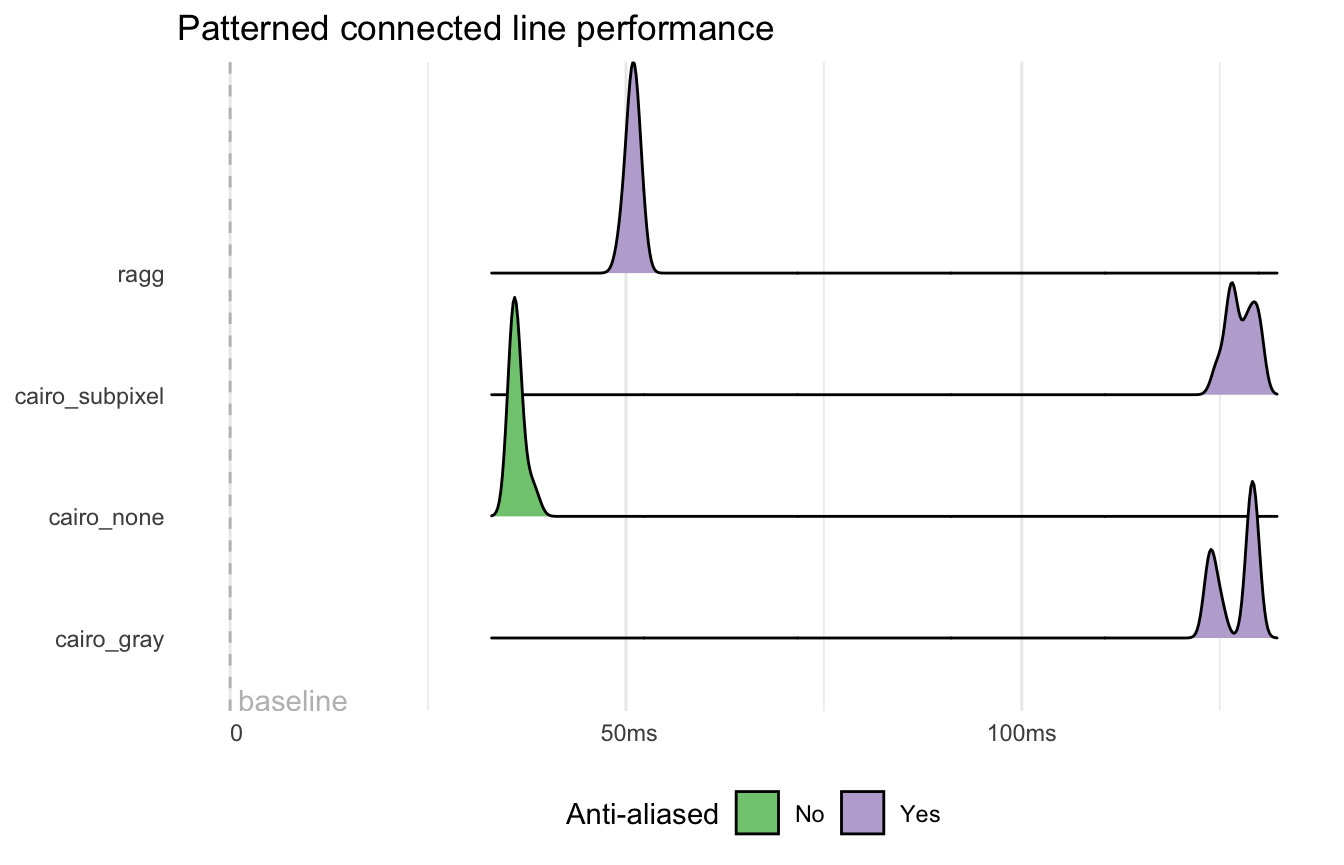 Patterned connected line performance
ragg
cairo_subpixel
cairo_none
cairo_gray
baseline
0 50ms 100ms
Anti-aliased No Yes